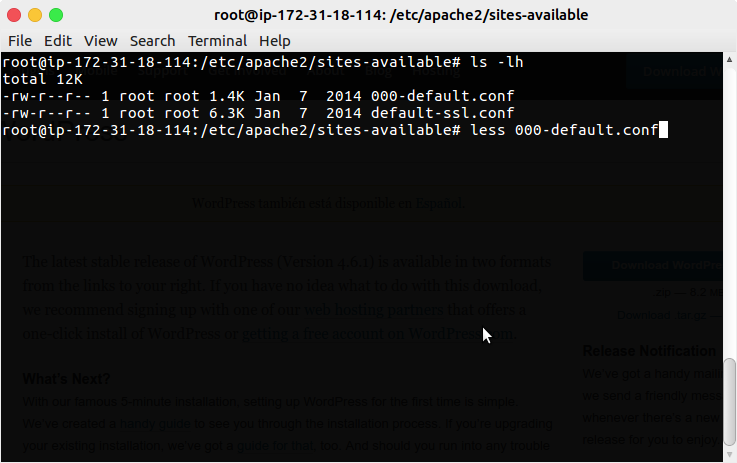 root@ip-172-31-18-114: /etc/apache2/sites-available
File Edit View Search Terminal Help
root@ip-172-31-18-114:/etc/apache2/sites-available# ls -lh
total 12K
-rw-r--r-- 1 root root 1.4K Jan  7  2014 000-default.conf
-rw-r--r-- 1 root root 6.3K Jan  7  2014 default-ssl.conf
root@ip-172-31-18-114:/etc/apache2/sites-available# less 000-default.conf
WordPress también está disponible en Español.
The latest stable release of WordPress (Version 4.6.1) is available in two formats
from the links to your right. If you have no idea what to do with this download,
we recommend signing up with one of our web hosting partners that offers a
one-click install of WordPress or getting a free account on WordPress.com.
What's Next?
With our famous 5-minute installation, setting up WordPress for the first time is simple.
We've created a handy guide to see you through the installation process. If you're upgrading
your existing installation, we've got a guide for that, too. And should you run into any trouble
Download WordPre
Release Notification
We've got a handy mailin
we send a friendly mess
whenever there's a new
release for you to enjoy